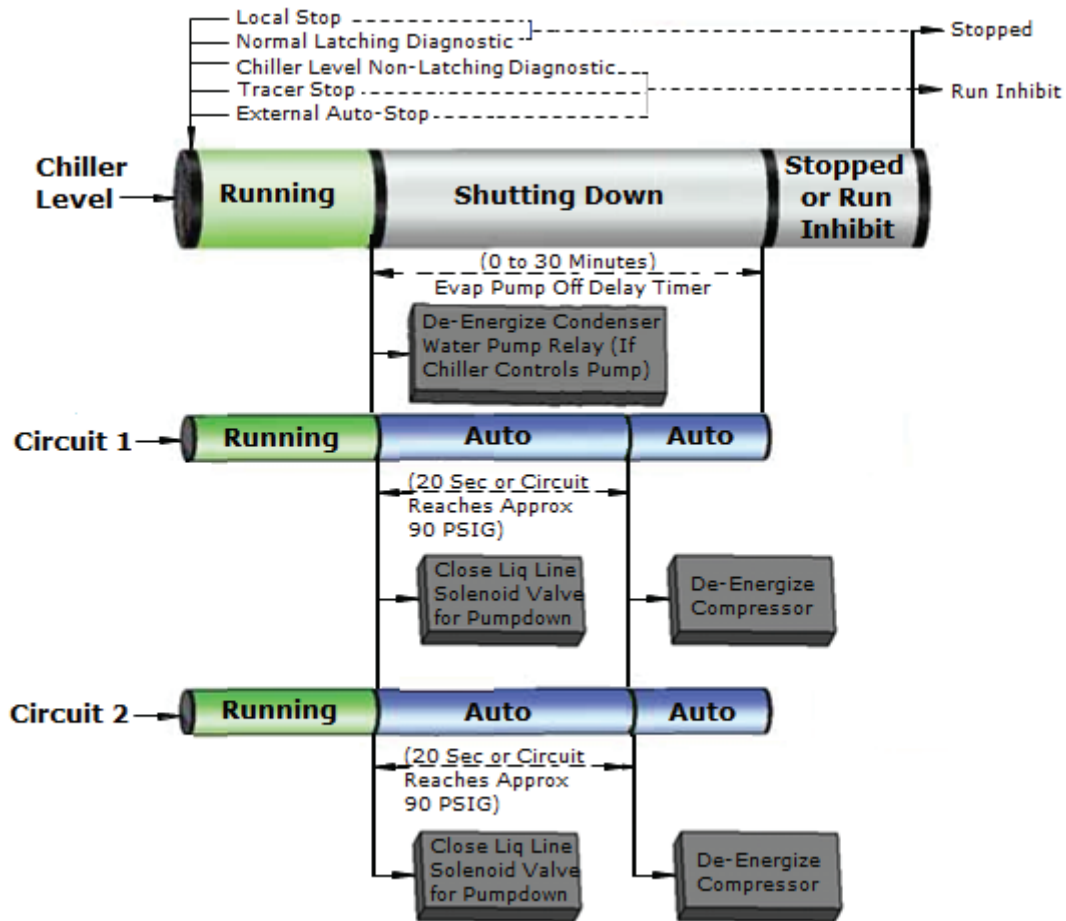 Local Stop
Normal Latching Diagnostic
Stopped
Chiller Level Non-Latching Diagnostic
Tracer Stop
Run Inhibit
External Auto-Stop
Chiller
Level
Running
Shutting Down
Stopped
or Run
Inhibit
(0 to 30 Minutes)
Evap Pump Off Delay Timer
De-Energize Condenser
Water Pump Relay (If
Chiller Controls Pump)
Circuit 1
Running
Auto
Auto
(20 Sec or Circuit
Reaches Approx
90 PSIG)
Close Liq Line
Solenoid Valve
for Pumpdown
De-Energize
Compressor
Circuit 2
Running
Auto
Auto
(20 Sec or Circuit
Reaches Approx
90 PSIG)
Close Liq Line
Solenoid Valve
for Pumpdown
De-Energize
Compressor